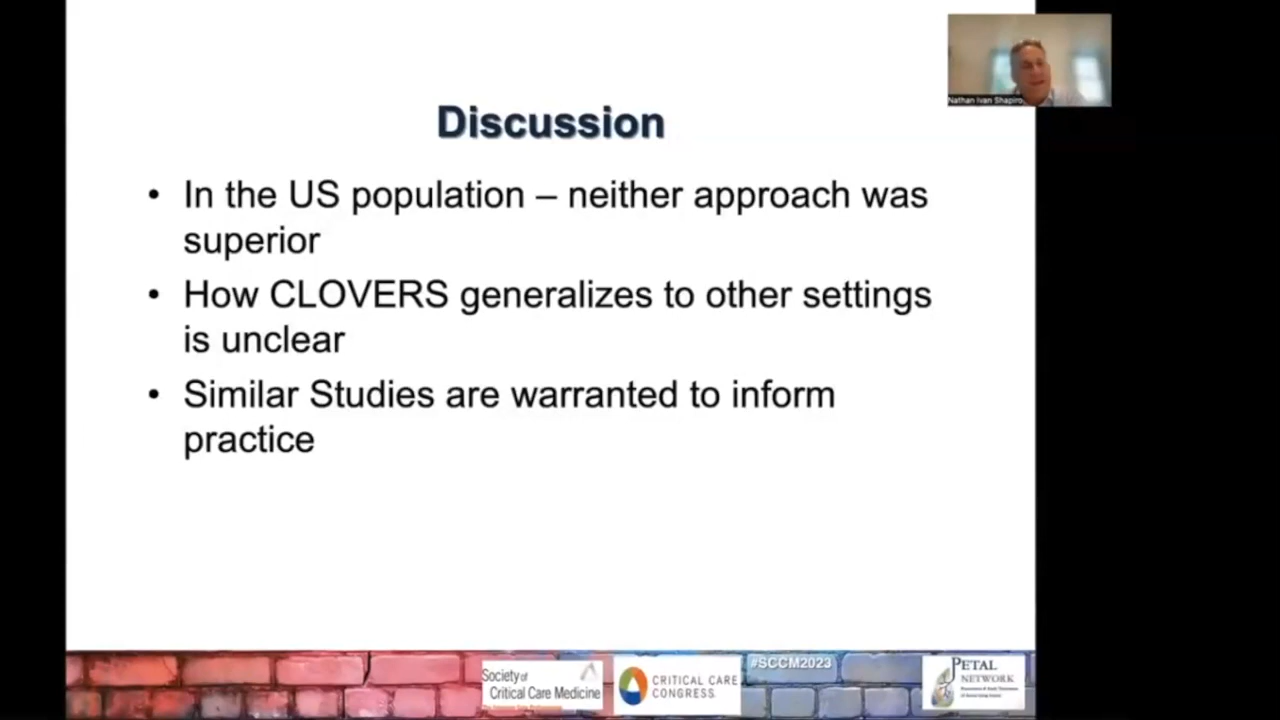 Nathan Ivan Shapiro
Discussion
• In the US population – neither approach was
superior
• How CLOVERS generalizes to other settings
is unclear
• Similar Studies are warranted to inform
practice
Society of
Critical Care Medicine
CRITICAL CARE
CONGRESS
#SCCM2023
PETAL
NETWORK